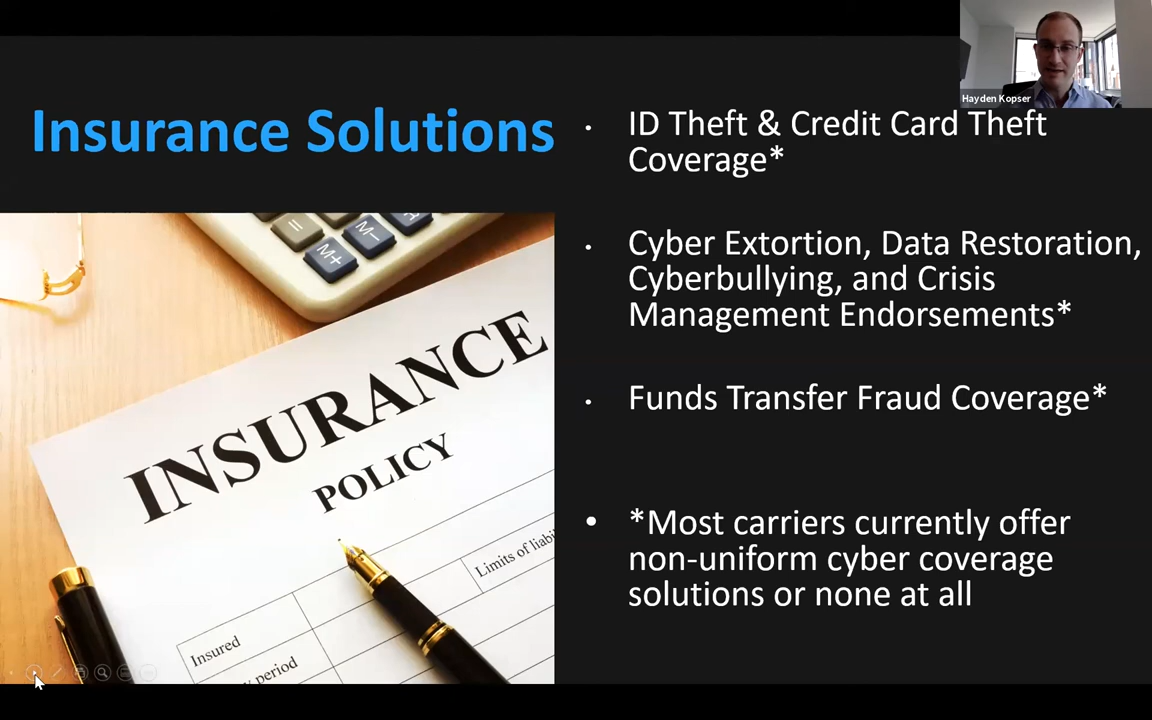 Hayden Kopser
Insurance Solutions
• ID Theft & Credit Card Theft
Coverage*
• Cyber Extortion, Data Restoration,
Cyberbullying, and Crisis
Management Endorsements*
• Funds Transfer Fraud Coverage*
• *Most carriers currently offer
non-uniform cyber coverage
solutions or none at all
=
M-
M+
INSURANCE
POLICY
Limits of
Insured
period